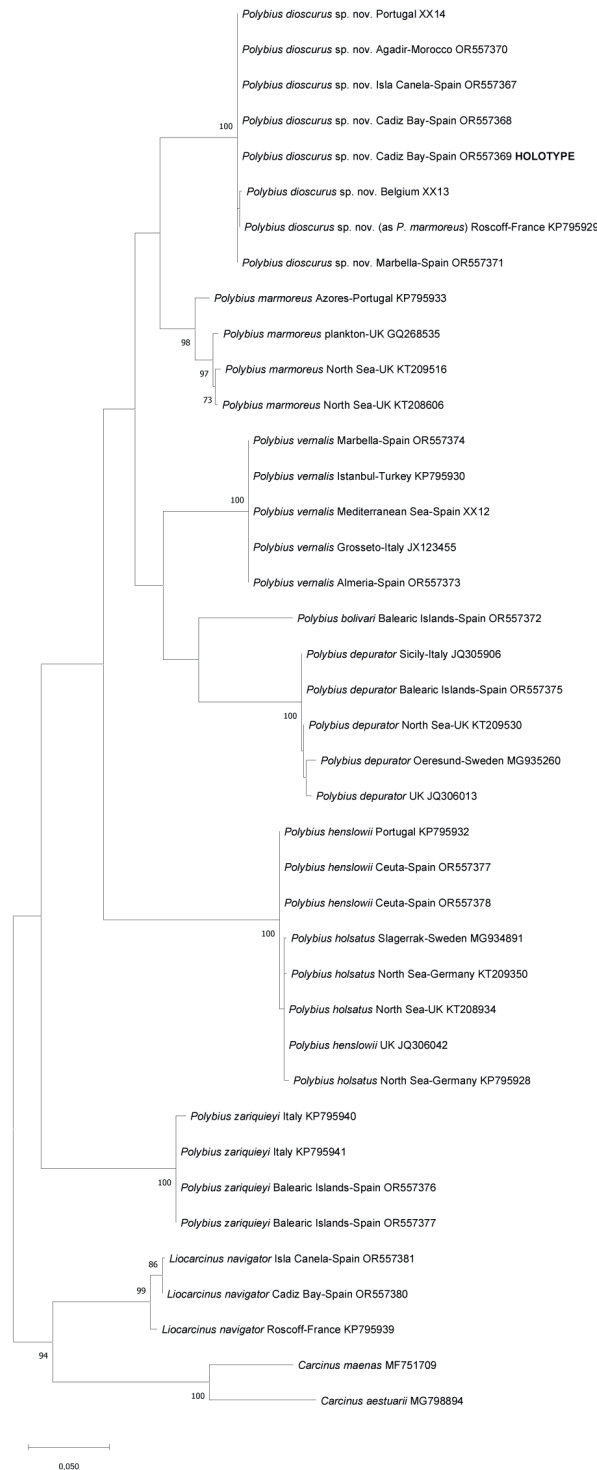 Polybius dioscurus sp. nov. Portugal XX14
Polybius dioscurus sp. nov. Agadir-Morocco OR557370
Polybius dioscurus sp. nov. Isla Canela-Spain OR557367
Polybius dioscurus sp. nov. Cadiz Bay-Spain OR557368
100
Polybius dioscurus sp. nov. Cadiz Bay-Spain OR557369 HOLOTYPE
Polybius dioscurus sp. nov. Belgium XX13
Polybius dioscurus sp. nov. (as P. marmoreus) Roscoff-France KP795929
Polybius dioscurus sp. nov. Marbella-Spain OR557371
Polybius marmoreus Azores-Portugal KP795933
Polybius marmoreus plankton-UK GQ268535
98
Polybius marmoreus North Sea-UK KT209516
97
73
Polybius marmoreus North Sea-UK KT208606
Polybius vernalis Marbella-Spain OR557374
Polybius vernalis Istanbul-Turkey KP795930
100
Polybius vernalis Mediterranean Sea-Spain XX12
Polybius vernalis Grosseto-Italy JX123455
Polybius vernalis Almeria-Spain OR557373
Polybius bolivari Balearic Islands-Spain OR557372
Polybius depurator Sicily-Italy JQ305906
Polybius depurator Balearic Islands-Spain OR557375
100
Polybius depurator North Sea-UK KT209530
Polybius depurator Oeresund-Sweden MG935260
Polybius depurator UK JQ306013
Polybius henslowii Portugal KP795932
Polybius henslowii Ceuta-Spain OR557377
Polybius henslowii Ceuta-Spain OR557378
100
Polybius holsatus Slagerrak-Sweden MG934891
Polybius holsatus North Sea-Germany KT209350
Polybius holsatus North Sea-UK KT208934
Polybius henslowii UK JQ306042
Polybius holsatus North Sea-Germany KP795928
Polybius zariquieyi Italy KP795940
Polybius zariquieyi Italy KP795941
100
Polybius zariquieyi Balearic Islands-Spain OR557376
Polybius zariquieyi Balearic Islands-Spain OR557377
86
Liocarcinus navigator Isla Canela-Spain OR557381
99
Liocarcinus navigator Cadiz Bay-Spain OR557380
Liocarcinus navigator Roscoff-France KP795939
94
Carcinus maenas MF751709
100
Carcinus aestuarii MG798894
0.050